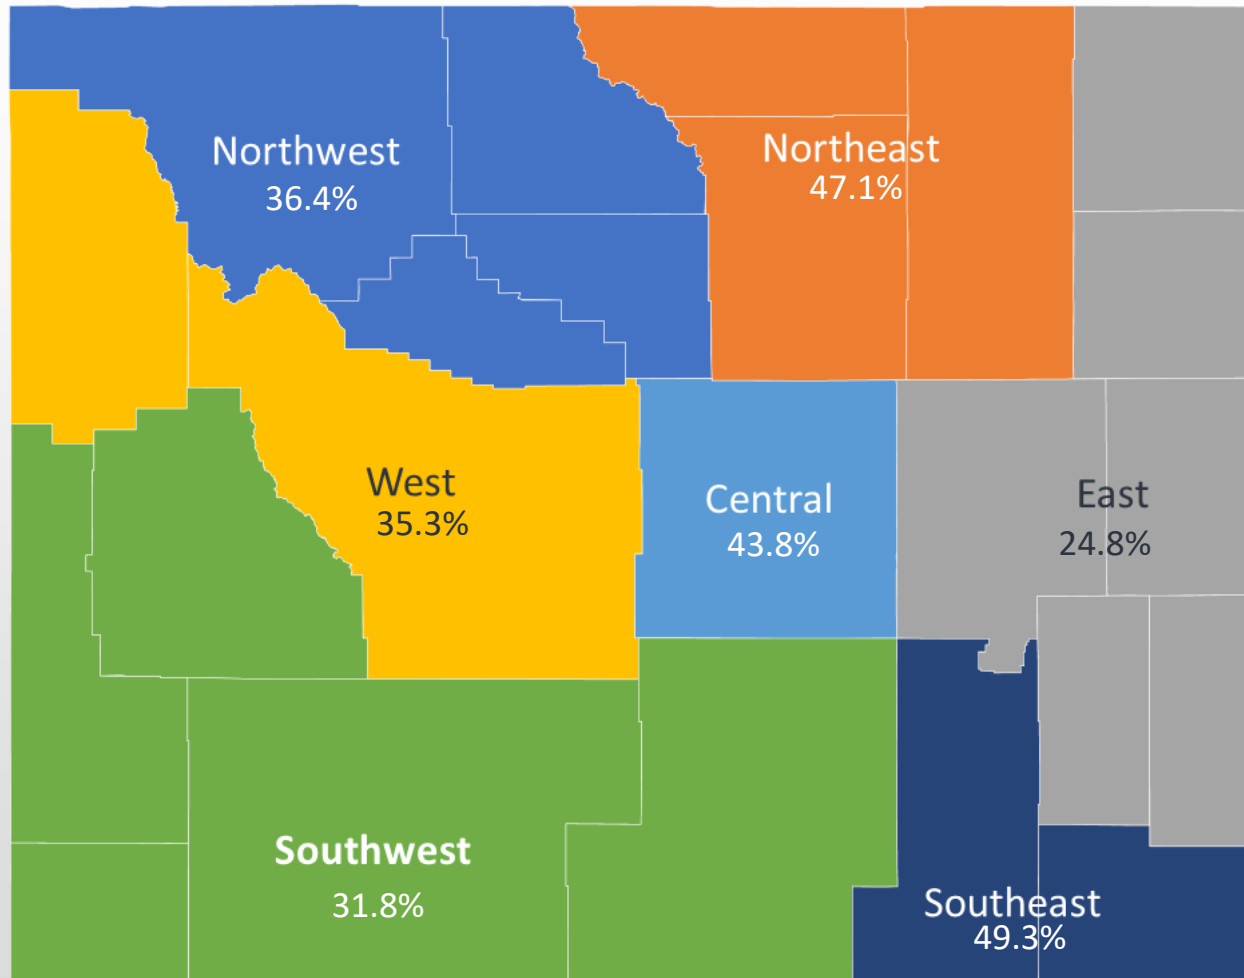 Northwest
36.4%
Northeast
47.1%
West
35.3%
Central
43.8%
East
24.8%
Southwest
31.8%
Southeast
49.3%